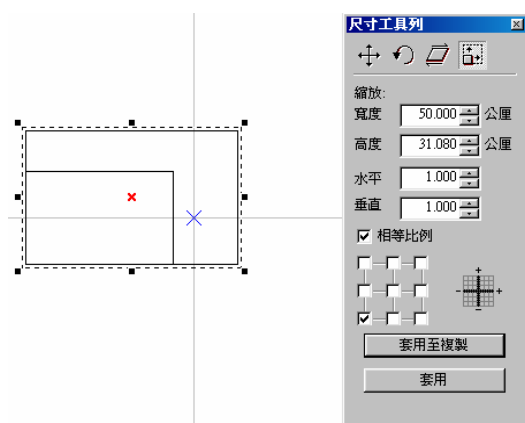 尺寸工具列
縮放:
寬度 50.000 公厘
高度 31.080 公厘
水平 1.000
垂直 1.000
相等比例
套用至複製
套用